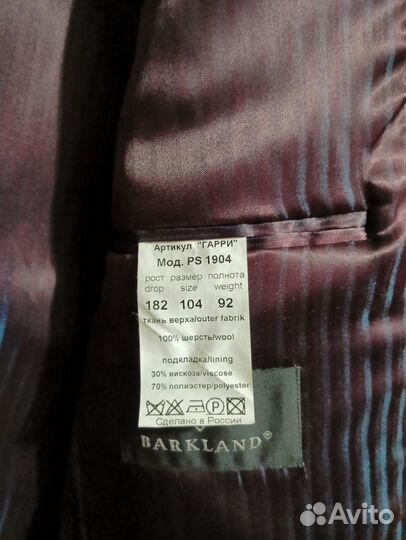 Артикул "ГАРРИ"
Мод. PS 1904
рост размер полнота
drop size weight
182 104 92
ткань верха/outer fabrik
100% шерсть/wool
подкладка/lining
30% вискоза/viscose
70% полиэстер/polyester
Сделано в России
BARKLAND®
Avito